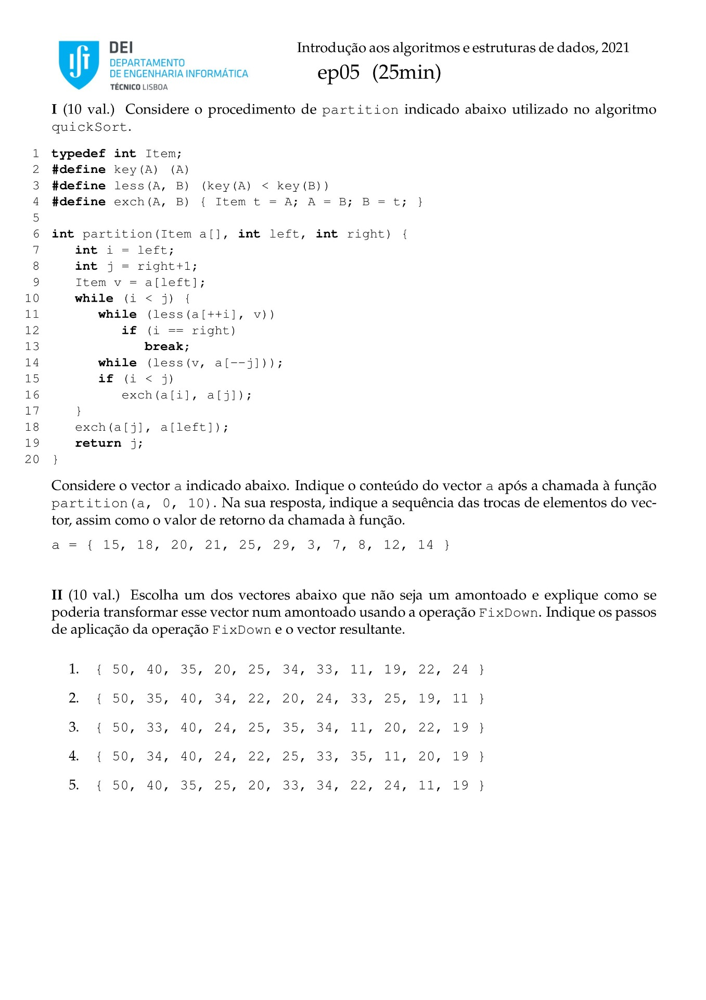 DEI
DEPARTAMENTO
DE ENGENHARIA INFORMÁTICA
TÉCNICO LISBOA
Introdução aos algoritmos e estruturas de dados, 2021
ep05 (25min)
I (10 val.) Considere o procedimento de partition indicado abaixo utilizado no algoritmo
quickSort.
1 typedef int Item;
2 #define key(A) (A)
3 #define less(A, B) (key(A) < key(B))
4 #define exch(A, B) { Item t = A; A = B; B = t; }
5
6 int partition(Item a[], int left, int right) {
7    int i = left;
8    int j = right+1;
9    Item v = a[left];
10    while (i < j) {
11       while (less(a[++i], v))
12          if (i == right)
13             break;
14       while (less(v, a[--j]));
15       if (i < j)
16          exch(a[i], a[j]);
17    }
18    exch(a[j], a[left]);
19    return j;
20 }
Considere o vector a indicado abaixo. Indique o conteúdo do vector a após a chamada à função
partition(a, 0, 10). Na sua resposta, indique a sequência das trocas de elementos do vec-
tor, assim como o valor de retorno da chamada à função.
a = { 15, 18, 20, 21, 25, 29, 3, 7, 8, 12, 14 }
II (10 val.) Escolha um dos vectores abaixo que não seja um amontoado e explique como se
poderia transformar esse vector num amontoado usando a operação FixDown. Indique os passos
de aplicação da operação FixDown e o vector resultante.
1. { 50, 40, 35, 20, 25, 34, 33, 11, 19, 22, 24 }
2. { 50, 35, 40, 34, 22, 20, 24, 33, 25, 19, 11 }
3. { 50, 33, 40, 24, 25, 35, 34, 11, 20, 22, 19 }
4. { 50, 34, 40, 24, 22, 25, 33, 35, 11, 20, 19 }
5. { 50, 40, 35, 25, 20, 33, 34, 22, 24, 11, 19 }